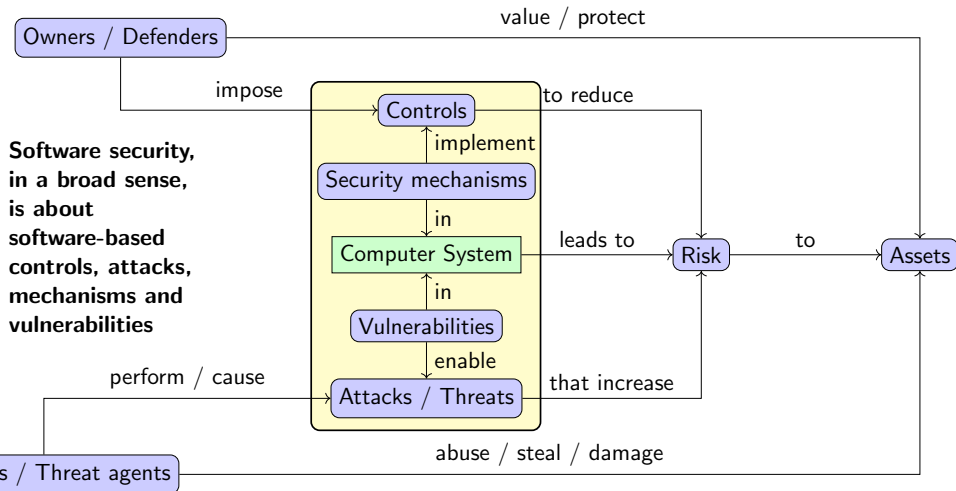 value / protect
Owners / Defenders
impose
Controls
to reduce
implement
Software security,
in a broad sense,
is about
software-based
controls, attacks,
mechanisms and
vulnerabilities
Security mechanisms
in
Computer System
leads to
Risk
to
Assets
in
Vulnerabilities
enable
perform / cause
Attacks / Threats
that increase
abuse / steal / damage
s / Threat agents